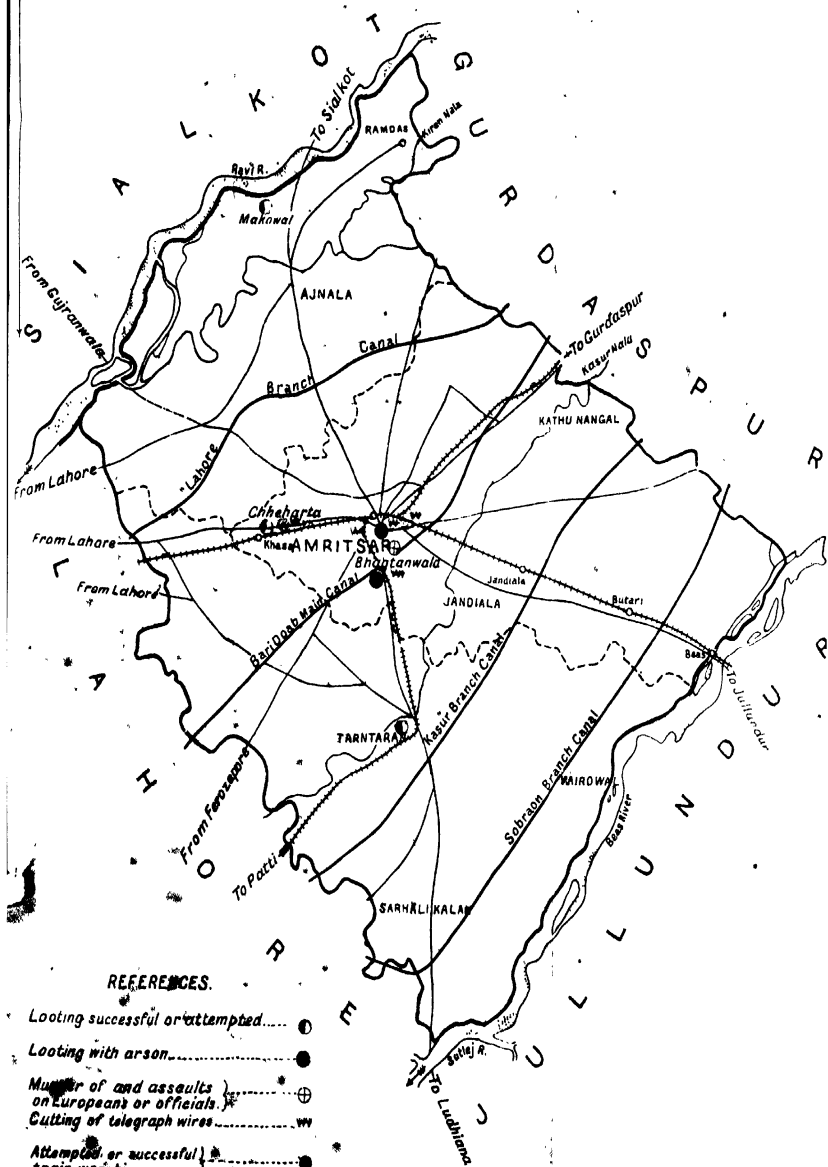 SIALKOT
GURDASPUR
To Sialkot
RAMDAS
Kiran Nala
Ravi R.
Makowal
From Gujranwala
AJNALA
To Gurdaspur
Kasur Nala
Lahore Branch Canal
KATHU NANGAL
From Lahore
Chheharta
From Lahore
Khasa
AMRITSAR
Bhagtanwala
From Lahore
Jandiala
JANDIALA
Butari
Bari Doab Main Canal
Beas
To Jullundur
TARNTARAN
Kasur Branch Canal
Sobraon Branch Canal
VAIROWAL
From Ferozepore
Beas River
To Patti
SARHALI KALAN
LAHORE
JULLUNDUR
Sutlej R.
To Ludhiana
REFERENCES.
Looting successful or attempted
Looting with arson
Murder of and assaults
on Europeans or officials.
Cutting of telegraph wires
Attempted or successful